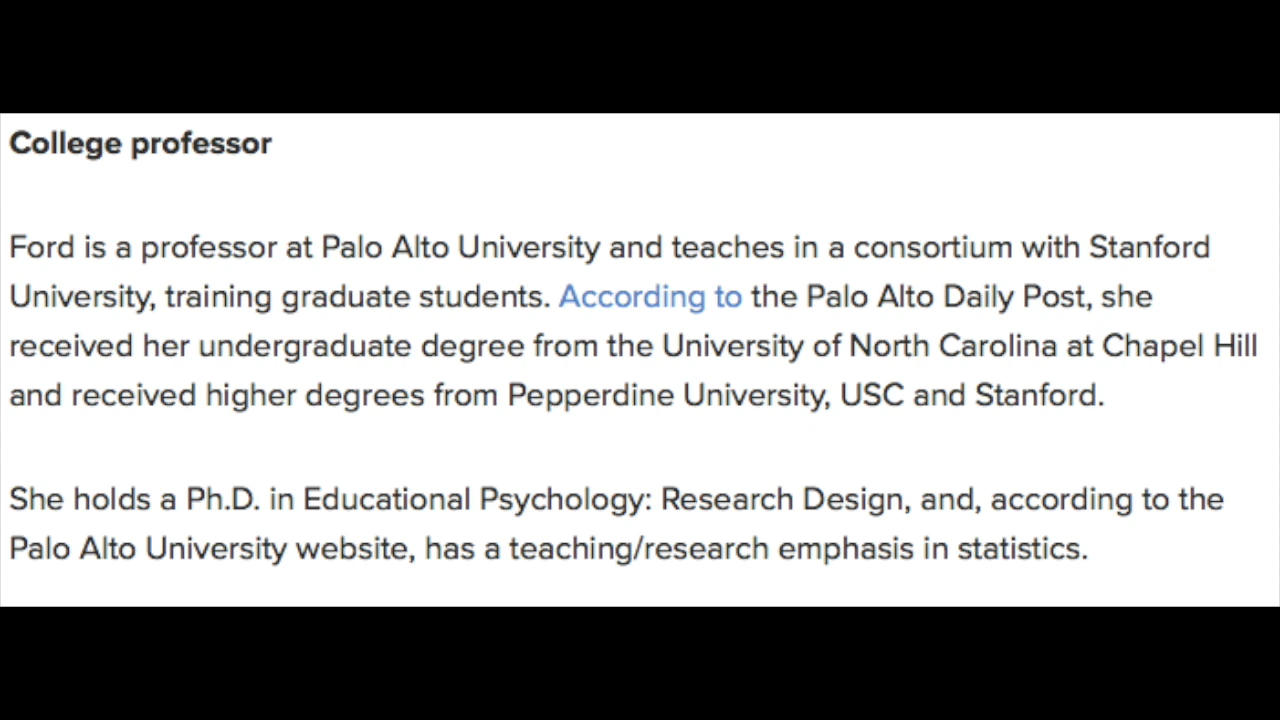 College professor
Ford is a professor at Palo Alto University and teaches in a consortium with Stanford
University, training graduate students. According to the Palo Alto Daily Post, she
received her undergraduate degree from the University of North Carolina at Chapel Hill
and received higher degrees from Pepperdine University, USC and Stanford.
She holds a Ph.D. in Educational Psychology: Research Design, and, according to the
Palo Alto University website, has a teaching/research emphasis in statistics.